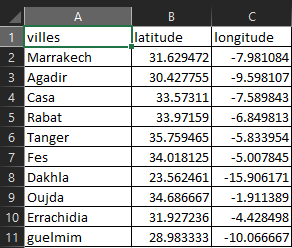 A B C
1 villes latitude longitude
2 Marrakech 31.629472 -7.981084
3 Agadir 30.427755 -9.598107
4 Casa 33.57311 -7.589843
5 Rabat 33.97159 -6.849813
6 Tanger 35.759465 -5.833954
7 Fes 34.018125 -5.007845
8 Dakhla 23.562461 -15.906171
9 Oujda 34.686667 -1.911389
10 Errachidia 31.927236 -4.428498
11 guelmim 28.983333 -10.066667